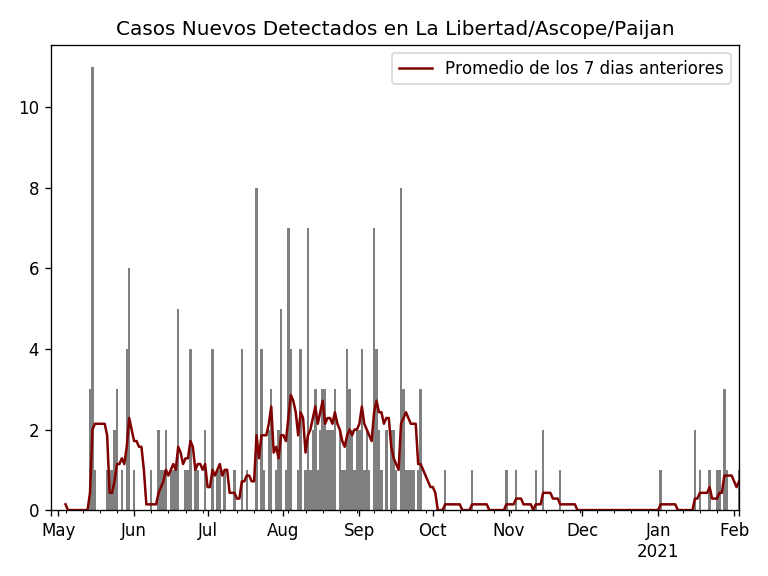 Casos Nuevos Detectados en La Libertad/Ascope/Paijan
Promedio de los 7 dias anteriores
10
8
6
4
2
0
May Jun Jul Aug Sep Oct Nov Dec Jan Feb
2021